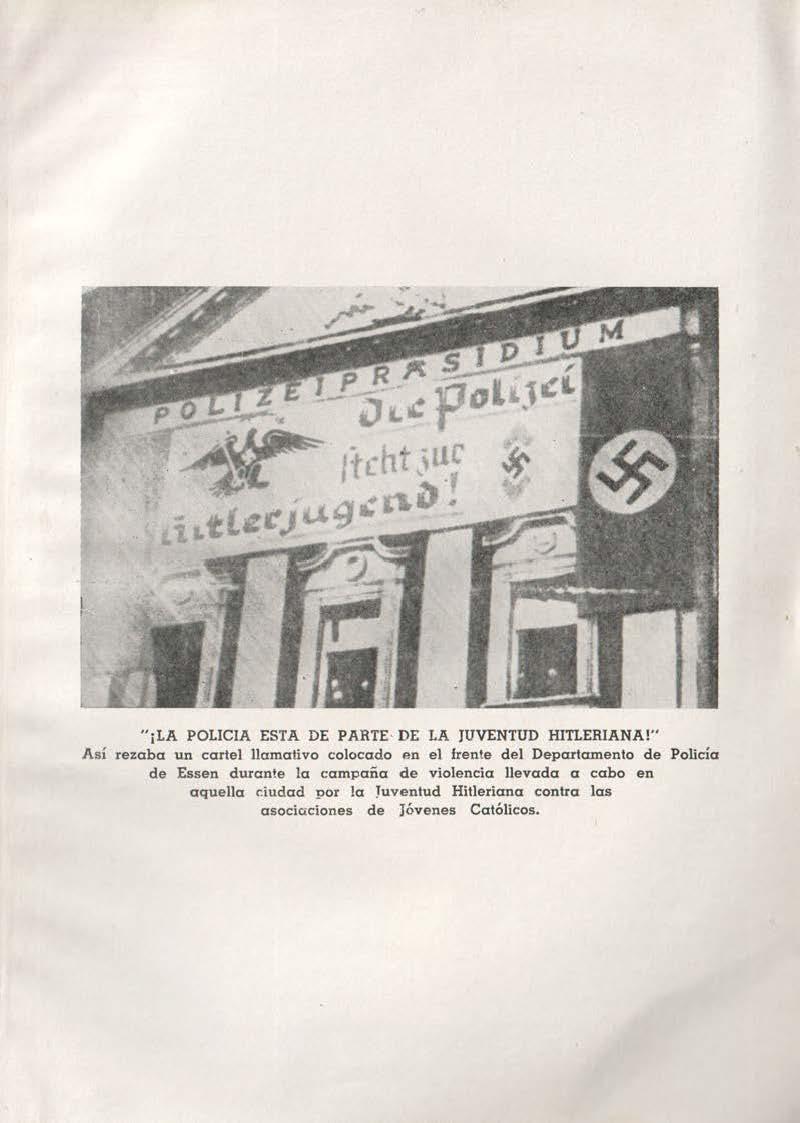 POLIZEIPRÆSIDIUM
Die Polizei
steht zur
Hitlerjugend!
"¡LA POLICIA ESTA DE PARTE DE LA JUVENTUD HITLERIANA!"
Así rezaba un cartel llamativo colocado en el frente del Departamento de Policía
de Essen durante la campaña de violencia llevada a cabo en
aquella ciudad por la Juventud Hitleriana contra las
asociaciones de Jóvenes Católicos.